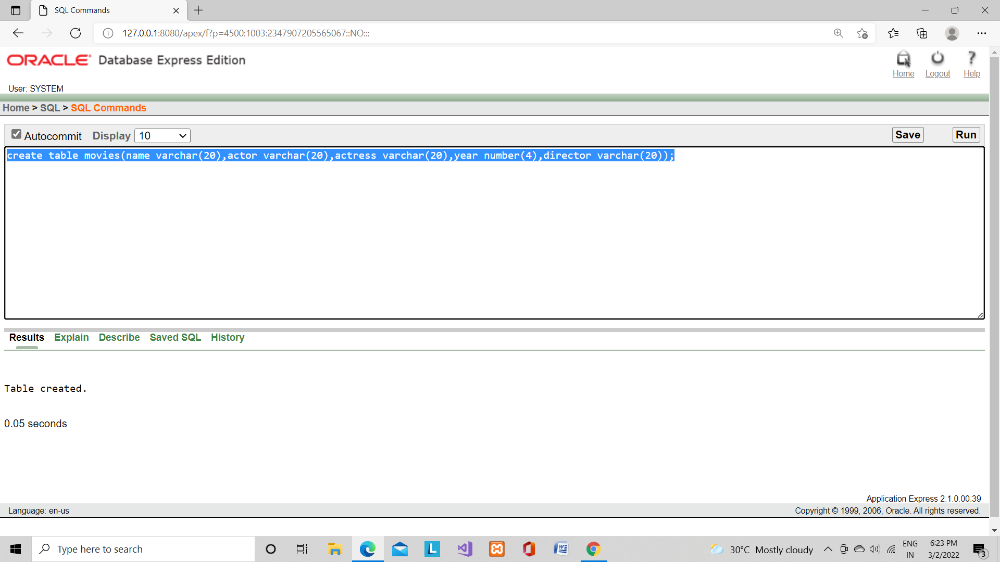 SQL Commands
127.0.0.1:8080/apex/f?p=4500:1003:2347907205565067::NO:::
ORACLE Database Express Edition
Home Logout Help
User: SYSTEM
Home > SQL > SQL Commands
Autocommit Display 10 Save Run
create table movies(name varchar(20),actor varchar(20),actress varchar(20),year number(4),director varchar(20));
Results Explain Describe Saved SQL History
Table created.
0.05 seconds
Application Express 2.1.0.00.39
Language: en-us Copyright © 1999, 2006, Oracle. All rights reserved.
Type here to search 30°C Mostly cloudy ENG IN 6:23 PM 3/2/2022 3